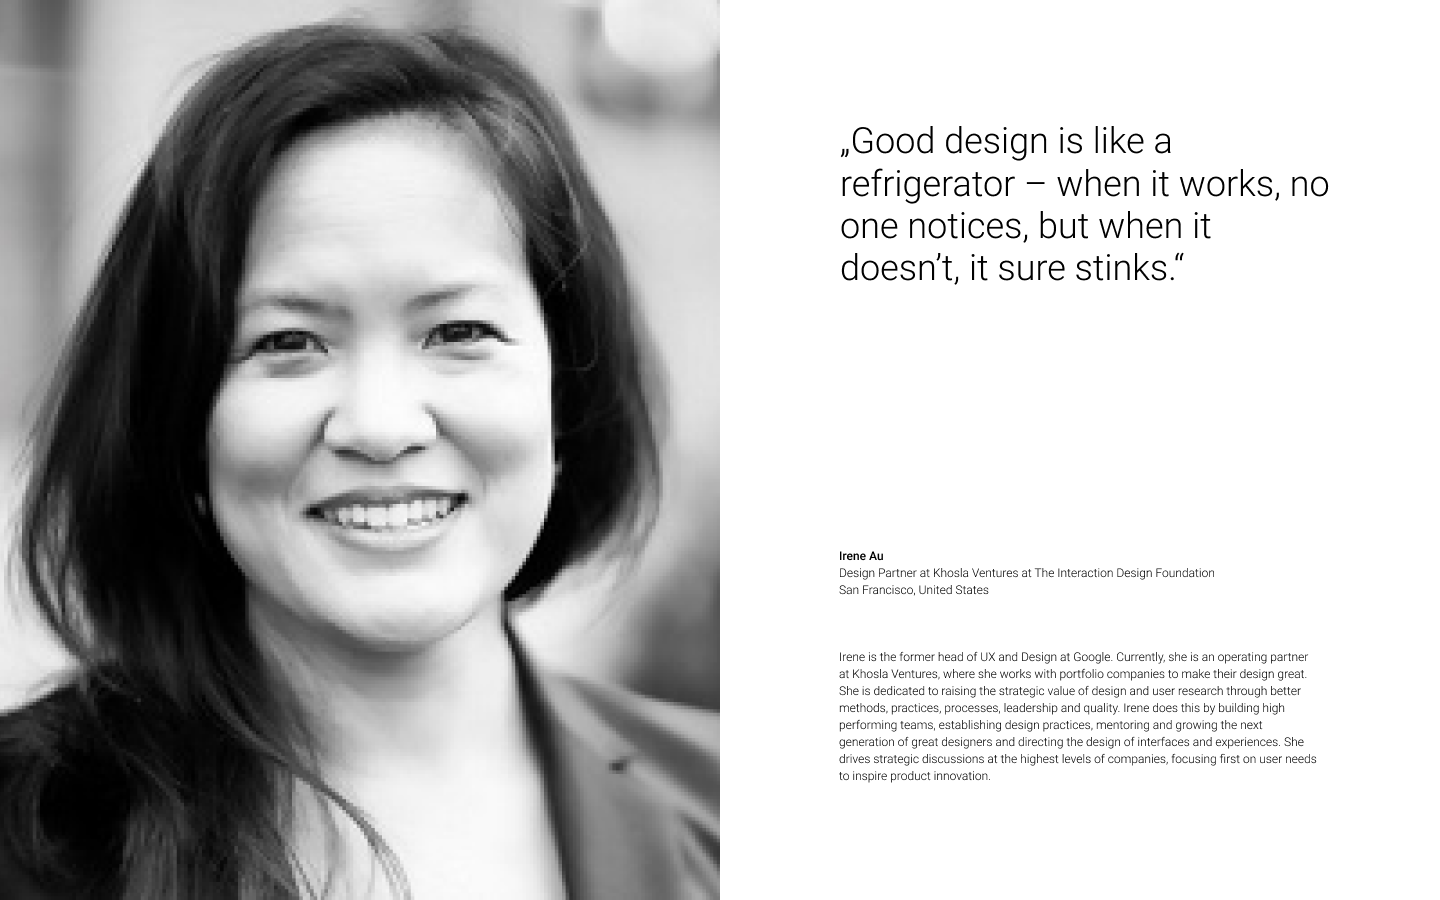 „Good design is like a
refrigerator – when it works, no
one notices, but when it
doesn’t, it sure stinks.“
Irene Au
Design Partner at Khosla Ventures at The Interaction Design Foundation
San Francisco, United States
Irene is the former head of UX and Design at Google. Currently, she is an operating partner
at Khosla Ventures, where she works with portfolio companies to make their design great.
She is dedicated to raising the strategic value of design and user research through better
methods, practices, processes, leadership and quality. Irene does this by building high
performing teams, establishing design practices, mentoring and growing the next
generation of great designers and directing the design of interfaces and experiences. She
drives strategic discussions at the highest levels of companies, focusing first on user needs
to inspire product innovation.